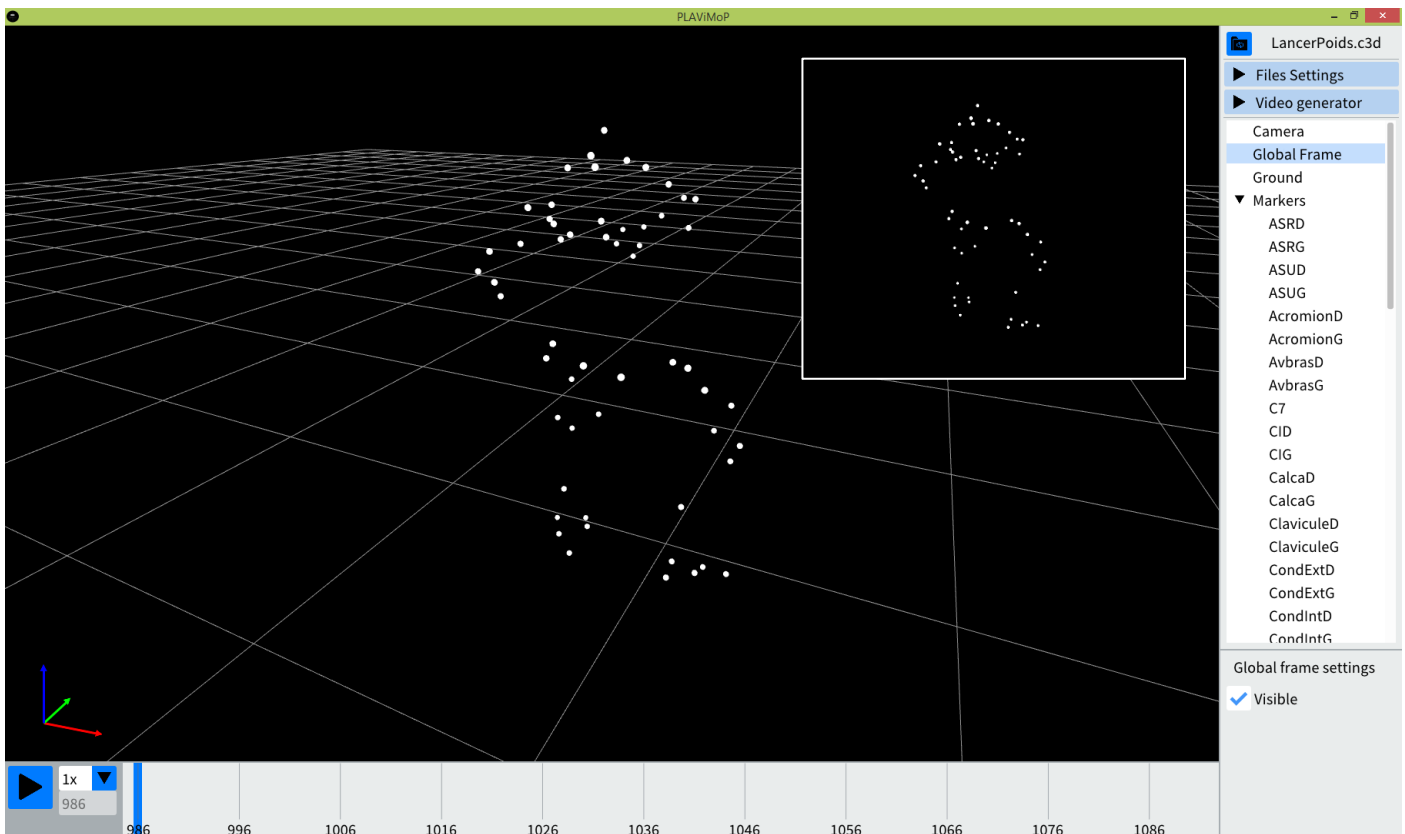 PLAViMoP
LancerPoids.c3d
Files Settings
Video generator
Camera
Global Frame
Ground
Markers
ASRD
ASRG
ASUD
ASUG
AcromionD
AcromionG
AvbrasD
AvbrasG
C7
CID
CIG
CalcaD
CalcaG
ClaviculeD
ClaviculeG
CondExtD
CondExtG
CondIntD
CondIntG
Global frame settings
Visible
1x
986
986 996 1006 1016 1026 1036 1046 1056 1066 1076 1086